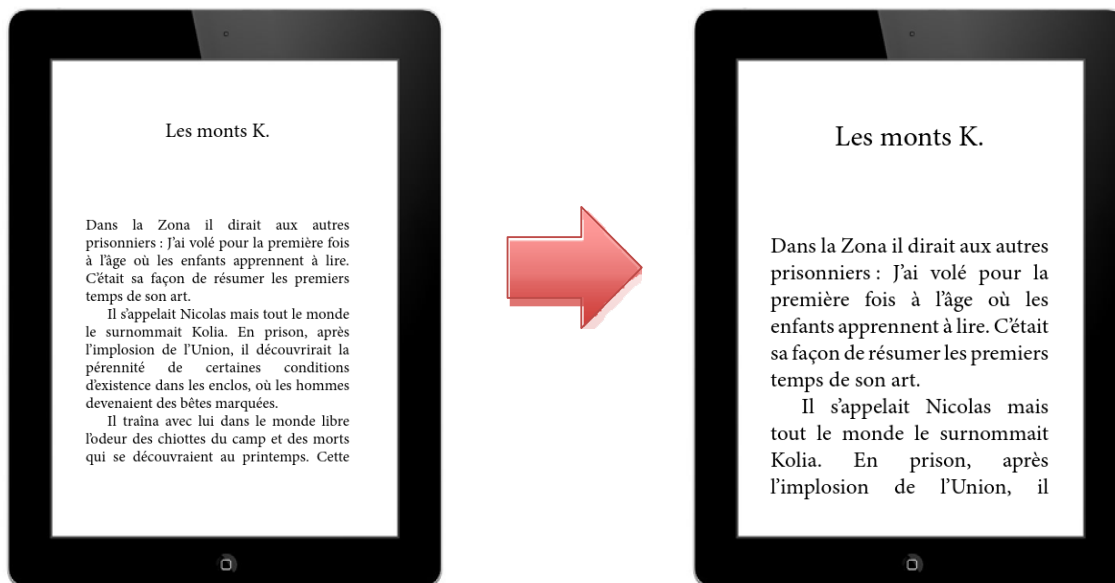 Les monts K.
Dans la Zona il dirait aux autres
prisonniers : J'ai volé pour la première fois
à l'âge où les enfants apprennent à lire.
C'était sa façon de résumer les premiers
temps de son art.
Il s'appelait Nicolas mais tout le monde
le surnommait Kolia. En prison, après
l'implosion de l'Union, il découvrirait la
pérennité de certaines conditions
d'existence dans les enclos, où les hommes
devenaient des bêtes marquées.
Il traîna avec lui dans le monde libre
l'odeur des chiottes du camp et des morts
qui se découvraient au printemps. Cette
Les monts K.
Dans la Zona il dirait aux autres
prisonniers : J'ai volé pour la
première fois à l'âge où les
enfants apprennent à lire. C'était
sa façon de résumer les premiers
temps de son art.
Il s'appelait Nicolas mais
tout le monde le surnommait
Kolia. En prison, après
l'implosion de l'Union, il